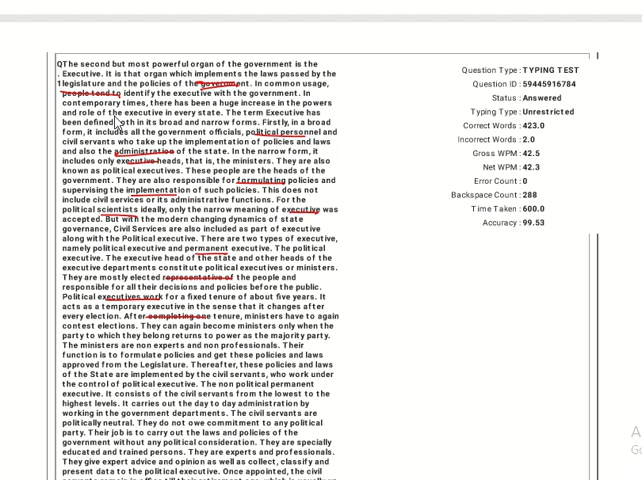 QThe second but most powerful organ of the government is the
. Executive. It is that organ which implements the laws passed by the
1legislature and the policies of the government. In common usage,
people tend to identify the executive with the government. In
contemporary times, there has been a huge increase in the powers
and role of the executive in every state. The term Executive has
been defined both in its broad and narrow forms. Firstly, in a broad
form, it includes all the government officials, political personnel and
civil servants who take up the implementation of policies and laws
and also the administration of the state. In the narrow form, it
includes only executive heads, that is, the ministers. They are also
known as political executives. These people are the heads of the
government. They are also responsible for formulating policies and
supervising the implementation of such policies. This does not
include civil services or its administrative functions. For the
political scientists ideally, only the narrow meaning of executive was
accepted. But with the modern changing dynamics of state
governance, Civil Services are also included as part of executive
along with the Political executive. There are two types of executive,
namely political executive and permanent executive. The political
executive. The executive head of the state and other heads of the
executive departments constitute political executives or ministers.
They are mostly elected representative of the people and
responsible for all their decisions and policies before the public.
Political executives work for a fixed tenure of about five years. It
acts as a temporary executive in the sense that it changes after
every election. After completing one tenure, ministers have to again
contest elections. They can again become ministers only when the
party to which they belong returns to power as the majority party.
The ministers are non experts and non professionals. Their
function is to formulate policies and get these policies and laws
approved from the Legislature. Thereafter, these policies and laws
of the State are implemented by the civil servants, who work under
the control of political executive. The non political permanent
executive. It consists of the civil servants from the lowest to the
highest levels. It carries out the day to day administration by
working in the government departments. The civil servants are
politically neutral. They do not owe commitment to any political
party. Their job is to carry out the laws and policies of the
government without any political consideration. They are specially
educated and trained persons. They are experts and professionals.
They give expert advice and opinion as well as collect, classify and
present data to the political executive. Once appointed, the civil
Question Type : TYPING TEST
Question ID : 59445916784
Status : Answered
Typing Type : Unrestricted
Correct Words : 423.0
Incorrect Words : 2.0
Gross WPM : 42.5
Net WPM : 42.3
Error Count : 0
Backspace Count : 288
Time Taken : 600.0
Accuracy : 99.53